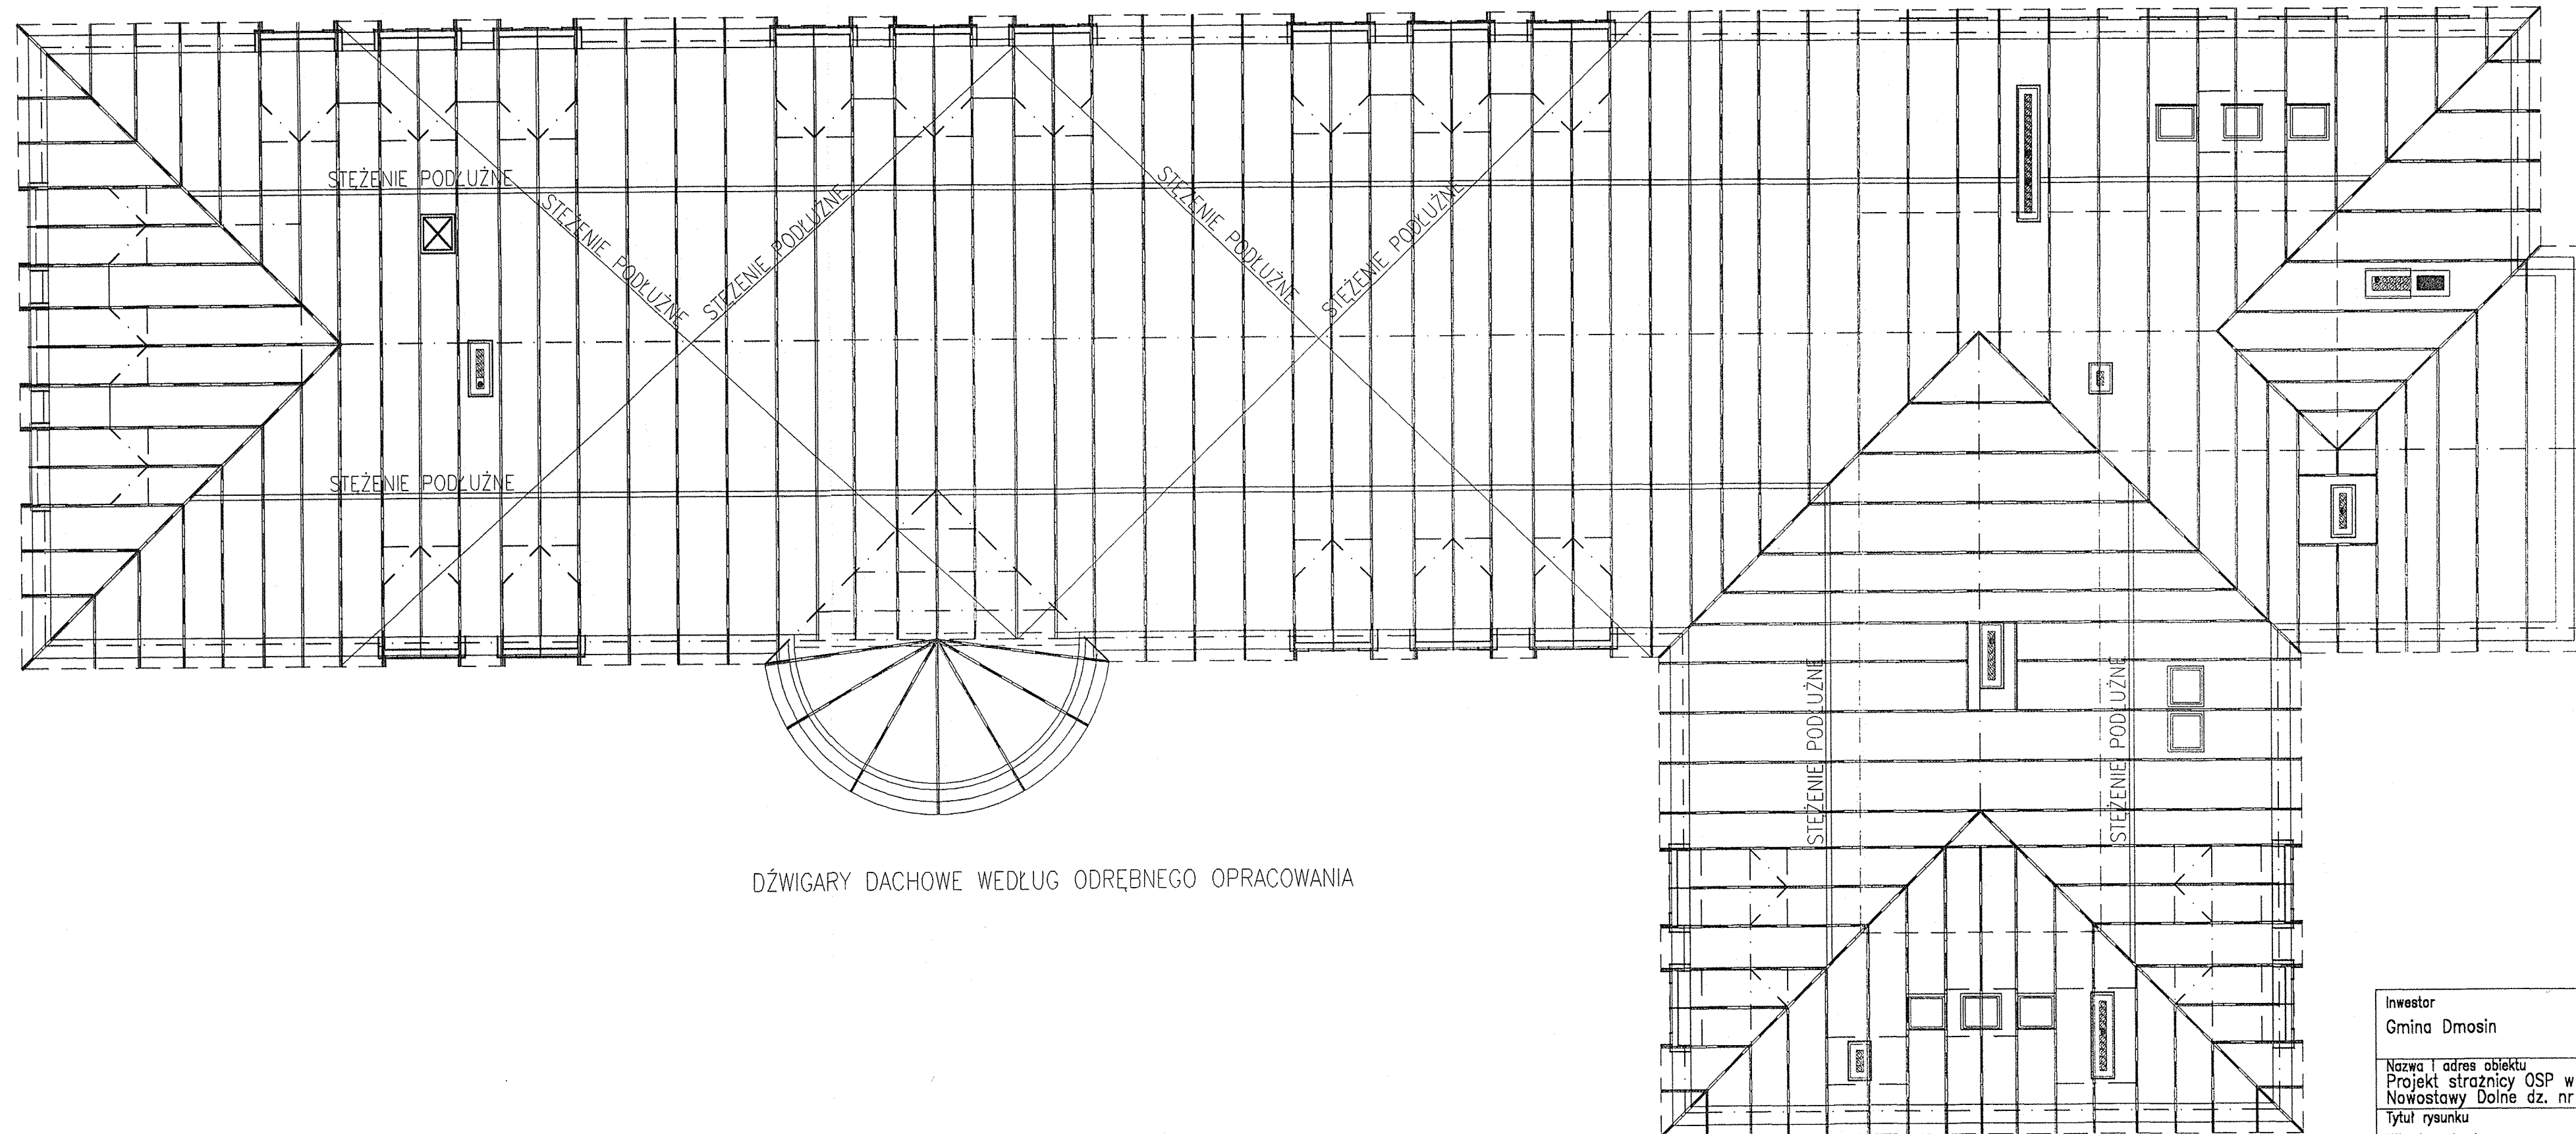 STĘŻENIE PODŁUŻNE
STĘŻENIE PODŁUŻNE
STĘŻENIE PODŁUŻNE
STĘŻENIE PODŁUŻNE
STĘŻENIE PODŁUŻNE
STĘŻENIE PODŁUŻNE
STĘŻENIE PODŁUŻNE
STĘŻENIE PODŁUŻNE
DŹWIGARY DACHOWE WEDŁUG ODRĘBNEGO OPRACOWANIA
Inwestor
Gmina Dmosin
Nazwa i adres obiektu
Projekt strażnicy OSP w
Nowostawy Dolne dz. nr
Tytuł rysunku